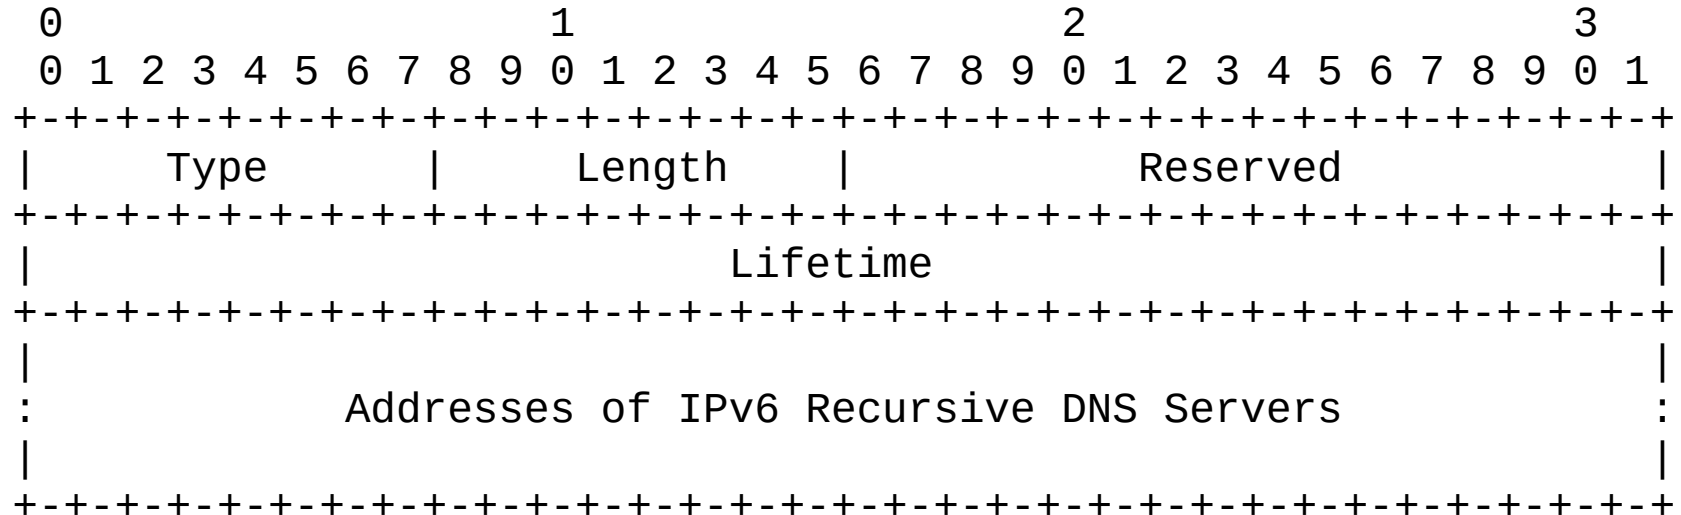 0                   1                   2                   3
 0 1 2 3 4 5 6 7 8 9 0 1 2 3 4 5 6 7 8 9 0 1 2 3 4 5 6 7 8 9 0 1
+-+-+-+-+-+-+-+-+-+-+-+-+-+-+-+-+-+-+-+-+-+-+-+-+-+-+-+-+-+-+-+-+
|     Type      |     Length    |           Reserved            |
+-+-+-+-+-+-+-+-+-+-+-+-+-+-+-+-+-+-+-+-+-+-+-+-+-+-+-+-+-+-+-+-+
|                           Lifetime                            |
+-+-+-+-+-+-+-+-+-+-+-+-+-+-+-+-+-+-+-+-+-+-+-+-+-+-+-+-+-+-+-+-+
|                                                               |
:            Addresses of IPv6 Recursive DNS Servers            :
|                                                               |
+-+-+-+-+-+-+-+-+-+-+-+-+-+-+-+-+-+-+-+-+-+-+-+-+-+-+-+-+-+-+-+-+